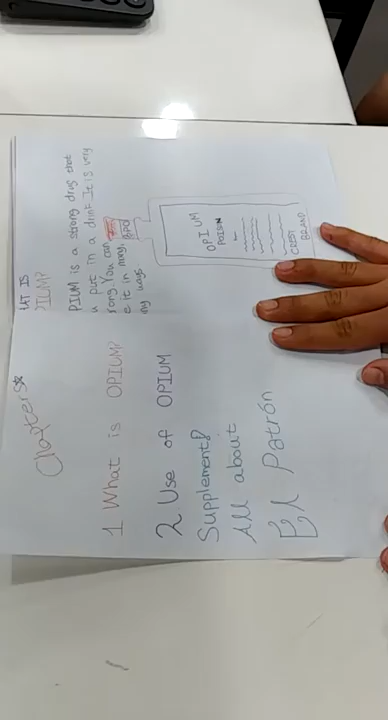 Chapters
1 What is OPIUM?
2 Use of OPIUM
Supplement?
All about
El Patrón
AT IS
PIUM?
PIUM is a strong drug that
u put in a drink It is very
rong. You can
e it in many,
ny ways
OPIUM
POISON
CREST
BRAND